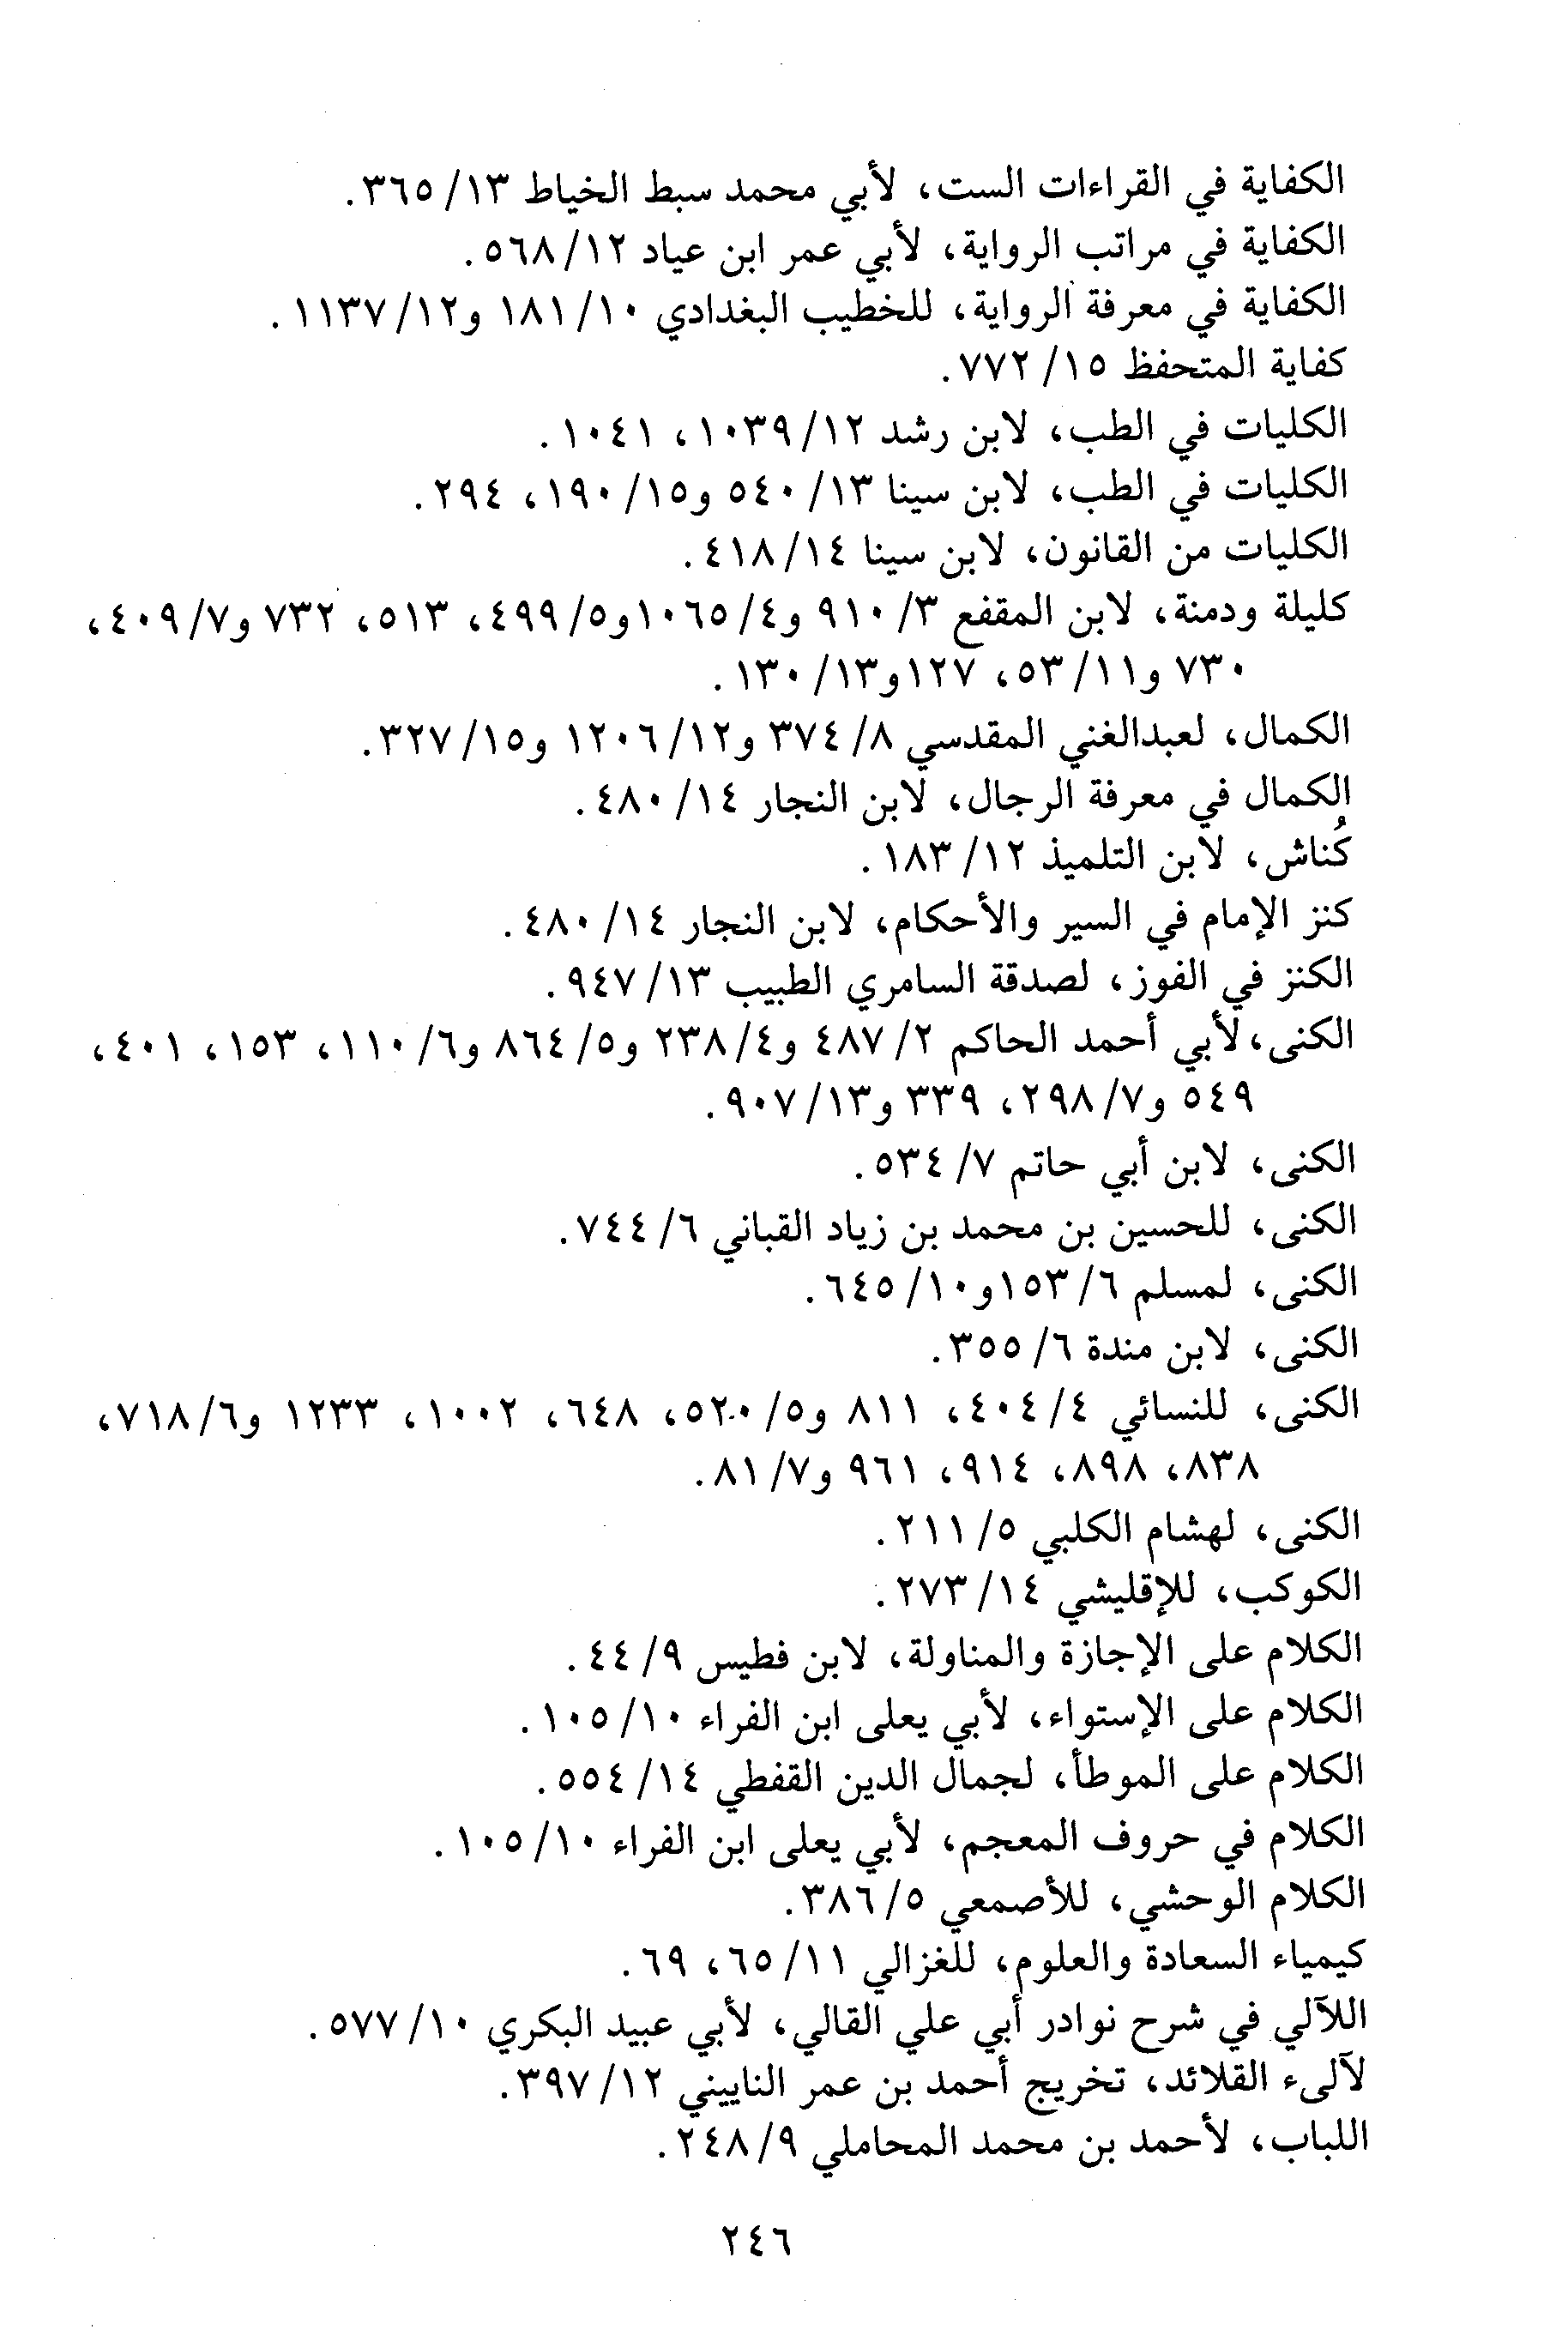 الكفاية في القراءات الست، لأبي محمد سبط الخياط ١٣/ ٣٦٥.
الكفاية في مراتب الرواية، لأبي عمر ابن عياد ١٢/ ٥٦٨.
الكفاية في معرفة الرواية، للخطيب البغدادي ١٠/ ١٨١ و١٢/ ١١٣٧.
كفاية المتحفظ ١٥/ ٧٧٢.
الكليات في الطب، لابن رشد ١٢/ ١٠٣٩، ١٠٤١.
الكليات في الطب، لابن سينا ١٣/ ٥٤٠ و١٥/ ١٩٠، ٢٩٤.
الكليات من القانون، لابن سينا ١٤/ ٤١٨.
كليلة ودمنة، لابن المقفع ٣/ ٩١٠ و٤/ ١٠٦٥و٥/ ٤٩٩، ٥١٣، ٧٣٢ و٧/ ٤٠٩،
٧٣٠ و١١/ ٥٣، ١٢٧و١٣/ ١٣٠.
الكمال، لعبدالغني المقدسي ٨/ ٣٧٤ و١٢/ ١٢٠٦ و١٥/ ٣٢٧.
الكمال في معرفة الرجال، لابن النجار ١٤/ ٤٨٠.
كُناش، لابن التلميذ ١٢/ ١٨٣.
كنز الإمام في السير والأحكام، لابن النجار ١٤/ ٤٨٠.
الكنز في الفوز، لصدقة السامري الطبيب ١٣/ ٩٤٧.
الكنى، لأبي أحمد الحاكم ٢/ ٤٨٧ و٤/ ٢٣٨ و٥/ ٨٦٤ و٦/ ١١٠، ١٥٣، ٤٠١،
٥٤٩ و٧/ ٢٩٨، ٣٣٩ و١٣/ ٩٠٧.
الكنى، لابن أبي حاتم ٧/ ٥٣٤.
الكنى، للحسين بن محمد بن زياد القباني ٦/ ٧٤٤.
الكنى، لمسلم ٦/ ١٥٣و١٠/ ٦٤٥.
الكنى، لابن مندة ٦/ ٣٥٥.
الكنى، للنسائي ٤/ ٤٠٤، ٨١١ و٥/ ٥٢٠، ٦٤٨، ١٠٠٢، ١٢٣٣ و٦/ ٧١٨،
٨٣٨، ٨٩٨، ٩١٤، ٩٦١ و٧/ ٨١.
الكنى، لهشام الكلبي ٥/ ٢١١.
الكوكب، للإقليشي ١٤/ ٢٧٣.
الكلام على الإجازة والمناولة، لابن فطيس ٩/ ٤٤.
الكلام على الإستواء، لأبي يعلى ابن الفراء ١٠/ ١٠٥.
الكلام على الموطأ، لجمال الدين القفطي ١٤/ ٥٥٤.
الكلام في حروف المعجم، لأبي يعلى ابن الفراء ١٠/ ١٠٥.
الكلام الوحشي، للأصمعي ٥/ ٣٨٦.
كيمياء السعادة والعلوم، للغزالي ١١/ ٦٥، ٦٩.
اللآلي في شرح نوادر أبي علي القالي، لأبي عبيد البكري ١٠/ ٥٧٧.
لآلىء القلائد، تخريج أحمد بن عمر الناييني ١٢/ ٣٩٧.
اللباب، لأحمد بن محمد المحاملي ٩/ ٢٤٨.
٢٤٦